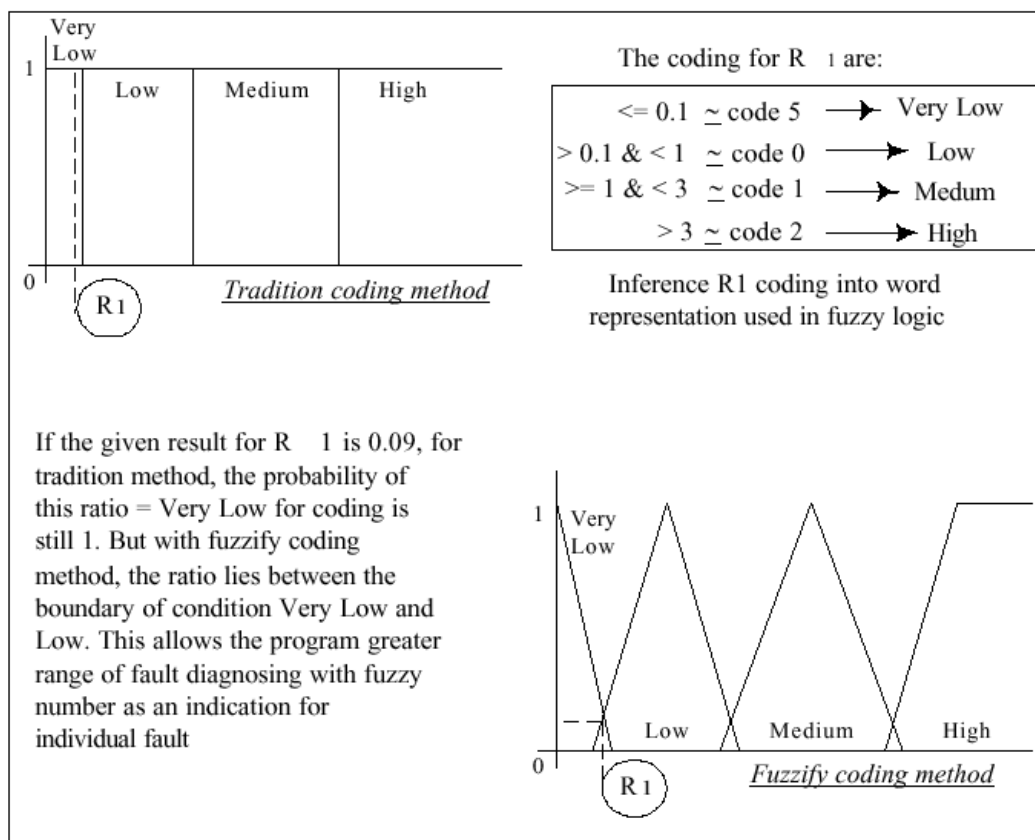 Very
Low
1
Low Medium High
0
R1
Tradition coding method
The coding for R 1 are:
<= 0.1 ~ code 5 Very Low
> 0.1 & < 1 ~ code 0 Low
>= 1 & < 3 ~ code 1 Medum
> 3 ~ code 2 High
Inference R1 coding into word
representation used in fuzzy logic
If the given result for R 1 is 0.09, for
tradition method, the probability of
this ratio = Very Low for coding is
still 1. But with fuzzify coding
method, the ratio lies between the
boundary of condition Very Low and
Low. This allows the program greater
range of fault diagnosing with fuzzy
number as an indication for
individual fault
1
Very
Low
Low Medium High
0
R1
Fuzzify coding method